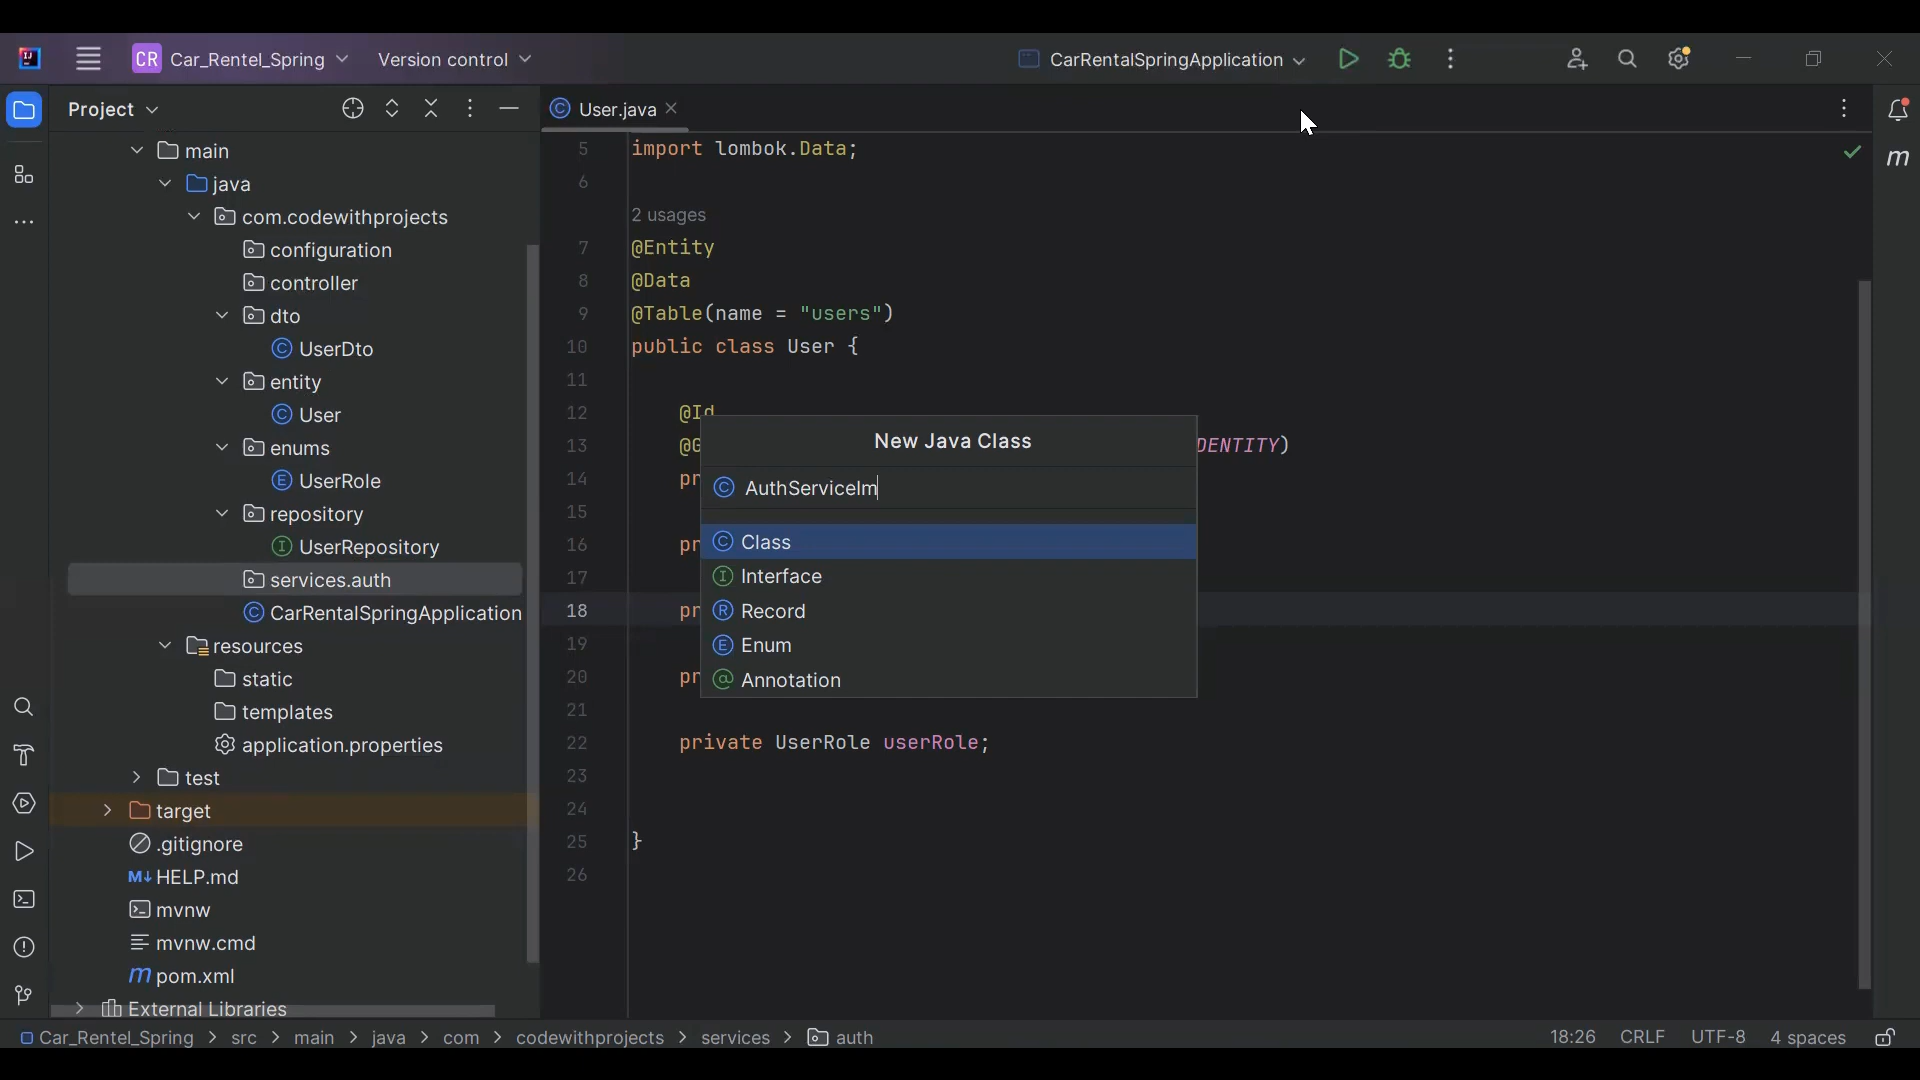 CR Car_Rentel_Spring Version control CarRentalSpringApplication
Project
User.java
main
java
com.codewithprojects
configuration
controller
dto
UserDto
entity
User
enums
UserRole
repository
UserRepository
services.auth
CarRentalSpringApplication
resources
static
templates
application.properties
test
target
.gitignore
HELP.md
mvnw
mvnw.cmd
pom.xml
External Libraries
5 import lombok.Data;
6
2 usages
7 @Entity
8 @Data
9 @Table(name = "users")
10 public class User {
11
12 @Id
13 @G DENTITY)
14 pr
15
16 pr
17
18 pr
19
20 pr
21
22 private UserRole userRole;
23
24
25 }
26
New Java Class
AuthServiceIm
Class
Interface
Record
Enum
Annotation
Car_Rentel_Spring > src > main > java > com > codewithprojects > services > auth
18:26 CRLF UTF-8 4 spaces